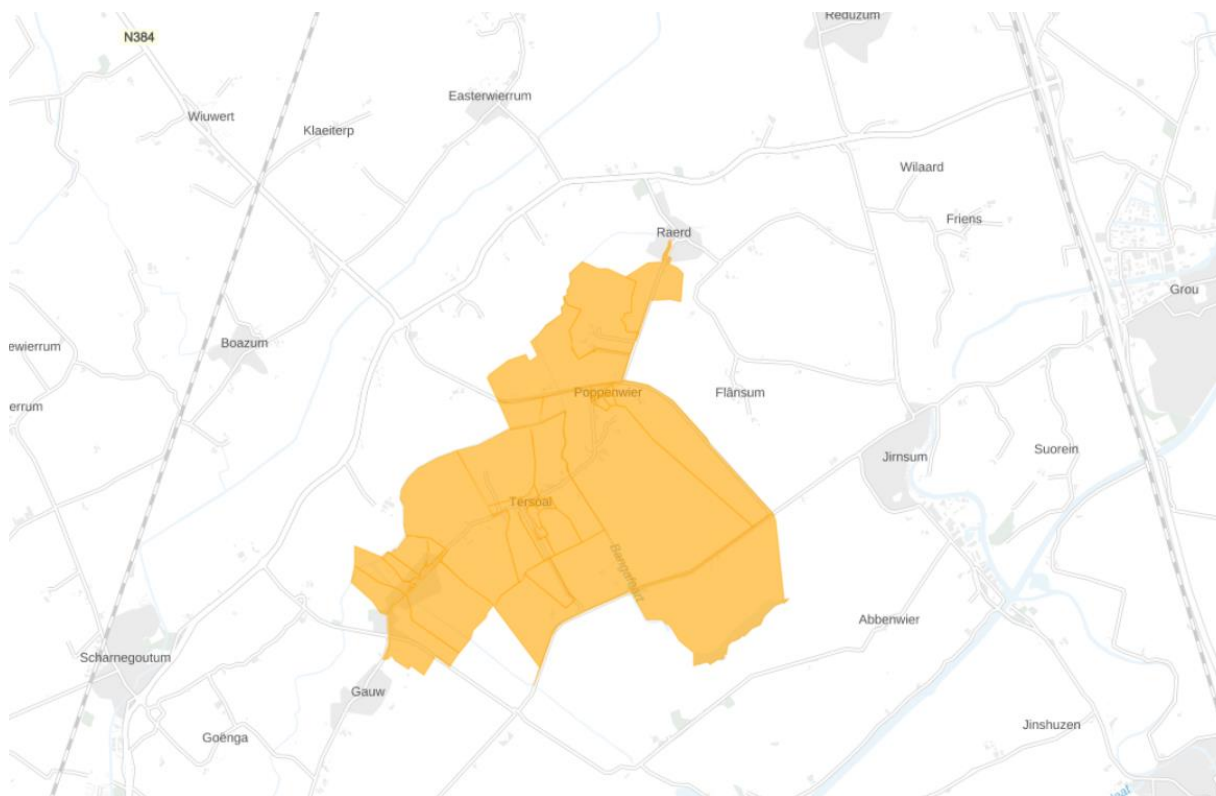 Reduzum
N384
Easterwierrum
Wiuwert
Klaeiterp
Wilaard
Friens
Raerd
Grou
Boazum
ewierrum
Poppenwier
Flânsum
errum
Suorein
Jirnsum
Tersoal
Abbenwier
Scharnegoutum
Gauw
Jinshuzen
Goënga